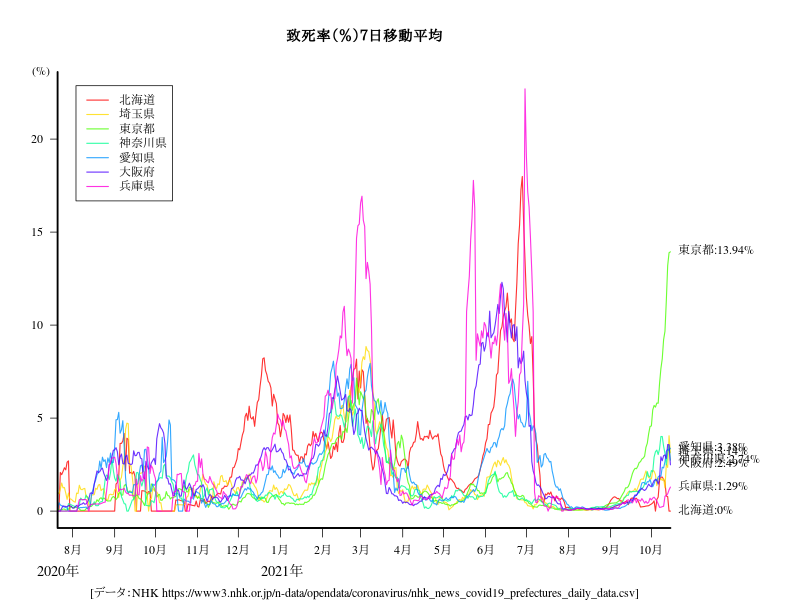 致死率(%)7日移動平均
(%)
20
15
10
5
0
北海道
埼玉県
東京都
神奈川県
愛知県
大阪府
兵庫県
東京都:13.94%
愛知県:3.38%
大阪府:2.49%
兵庫県:1.29%
北海道:0%
8月 9月 10月 11月 12月 1月 2月 3月 4月 5月 6月 7月 8月 9月 10月
2020年 2021年
[データ:NHK https://www3.nhk.or.jp/n-data/opendata/coronavirus/nhk_news_covid19_prefectures_daily_data.csv]